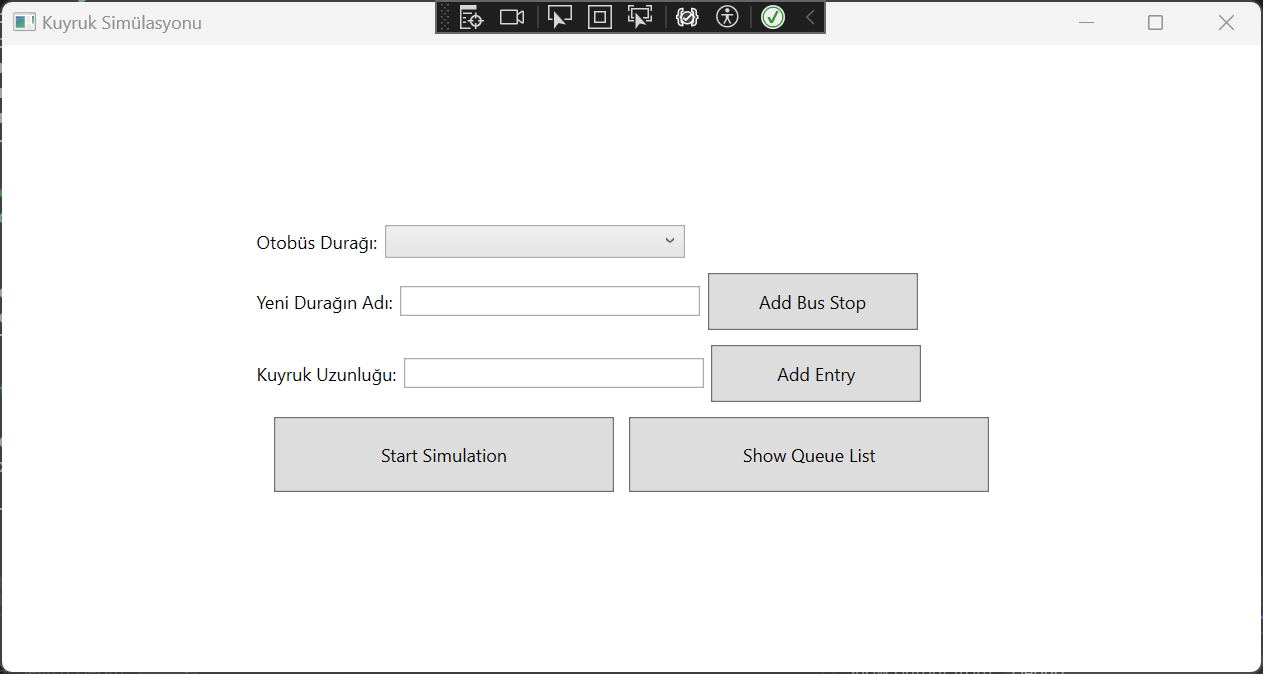 Kuyruk Simülasyonu
Otobüs Durağı:
Yeni Durağın Adı:
Add Bus Stop
Kuyruk Uzunluğu:
Add Entry
Start Simulation
Show Queue List